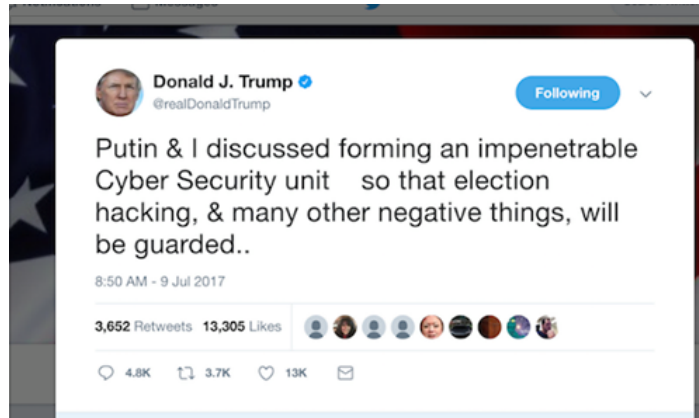 Notifications Messages
Donald J. Trump
@realDonaldTrump
Following
Putin & I discussed forming an impenetrable
Cyber Security unit so that election
hacking, & many other negative things, will
be guarded..
8:50 AM - 9 Jul 2017
3,652 Retweets 13,305 Likes
4.8K 3.7K 13K